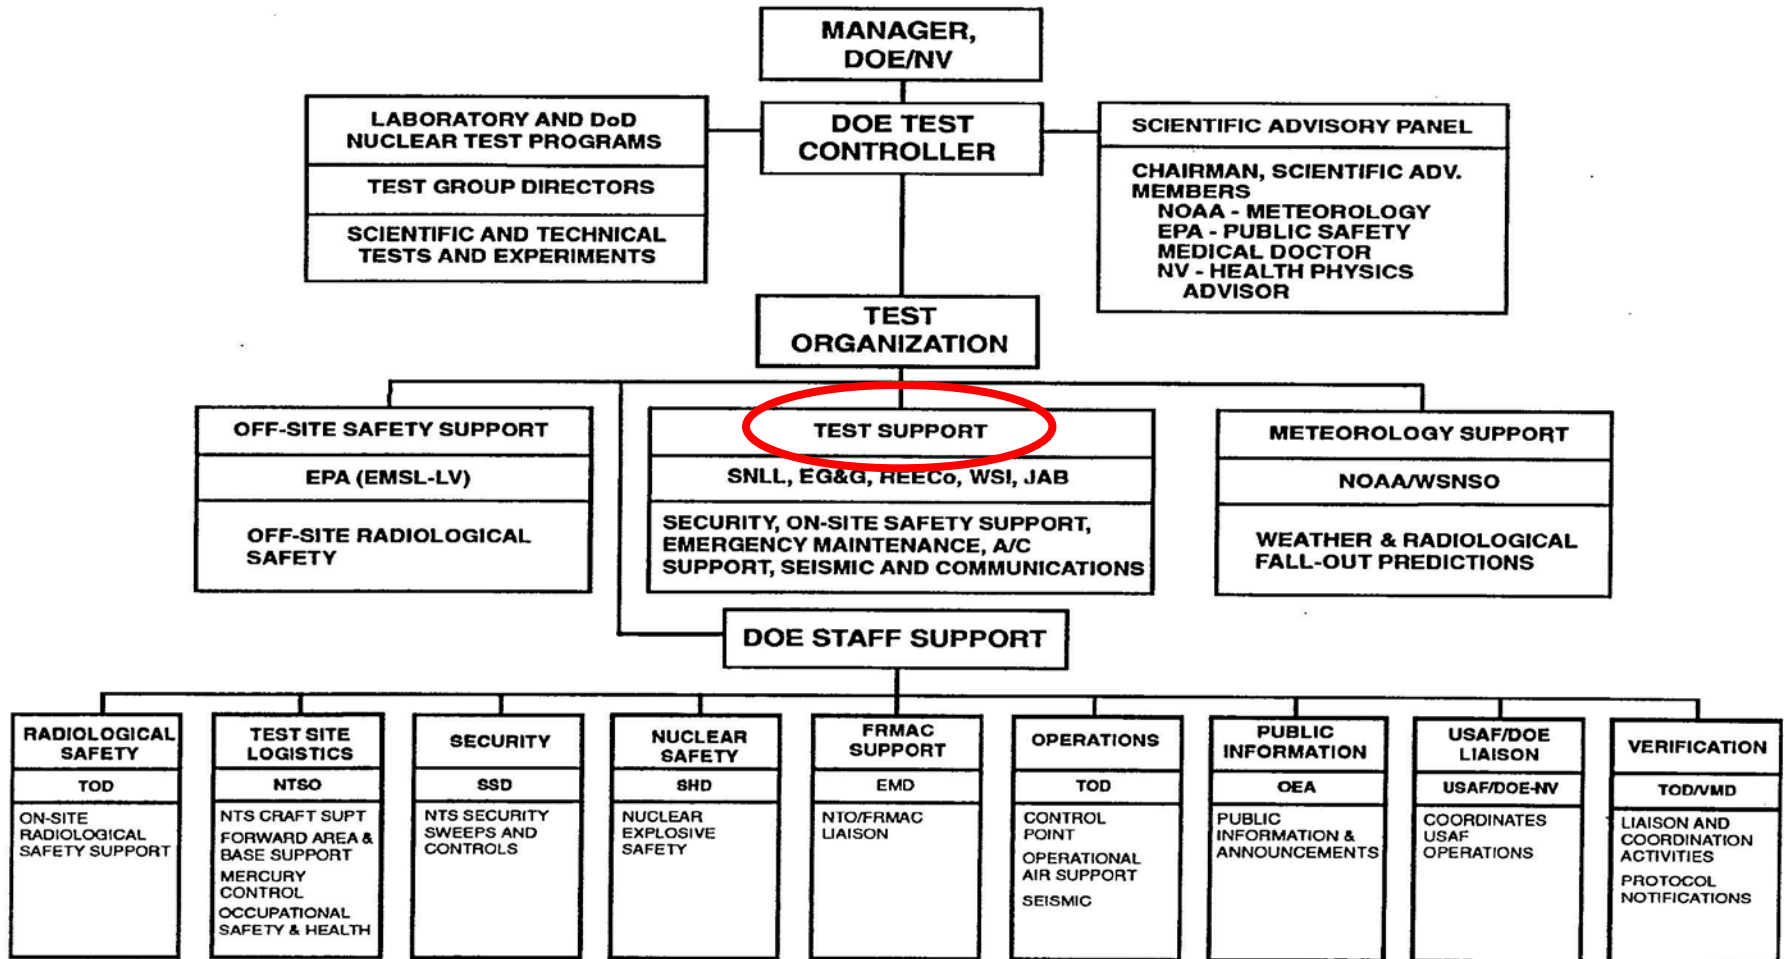 MANAGER,
DOE/NV
LABORATORY AND DoD
NUCLEAR TEST PROGRAMS
TEST GROUP DIRECTORS
SCIENTIFIC AND TECHNICAL
TESTS AND EXPERIMENTS
DOE TEST
CONTROLLER
SCIENTIFIC ADVISORY PANEL
CHAIRMAN, SCIENTIFIC ADV.
MEMBERS
NOAA - METEOROLOGY
EPA - PUBLIC SAFETY
MEDICAL DOCTOR
NV - HEALTH PHYSICS
ADVISOR
TEST
ORGANIZATION
OFF-SITE SAFETY SUPPORT
EPA (EMSL-LV)
OFF-SITE RADIOLOGICAL
SAFETY
TEST SUPPORT
SNLL, EG&G, REECo, WSI, JAB
SECURITY, ON-SITE SAFETY SUPPORT,
EMERGENCY MAINTENANCE, A/C
SUPPORT, SEISMIC AND COMMUNICATIONS
METEOROLOGY SUPPORT
NOAA/WSNSO
WEATHER & RADIOLOGICAL
FALL-OUT PREDICTIONS
DOE STAFF SUPPORT
RADIOLOGICAL
SAFETY
TOD
ON-SITE
RADIOLOGICAL
SAFETY SUPPORT
TEST SITE
LOGISTICS
NTSO
NTS CRAFT SUPT
FORWARD AREA &
BASE SUPPORT
MERCURY
CONTROL
OCCUPATIONAL
SAFETY & HEALTH
SECURITY
SSD
NTS SECURITY
SWEEPS AND
CONTROLS
NUCLEAR
SAFETY
SHD
NUCLEAR
EXPLOSIVE
SAFETY
FRMAC
SUPPORT
EMD
NTO/FRMAC
LIAISON
OPERATIONS
TOD
CONTROL
POINT
OPERATIONAL
AIR SUPPORT
SEISMIC
PUBLIC
INFORMATION
OEA
PUBLIC
INFORMATION &
ANNOUNCEMENTS
USAF/DOE
LIAISON
USAF/DOE-NV
COORDINATES
USAF
OPERATIONS
VERIFICATION
TOD/VMD
LIAISON AND
COORDINATION
ACTIVITIES
PROTOCOL
NOTIFICATIONS